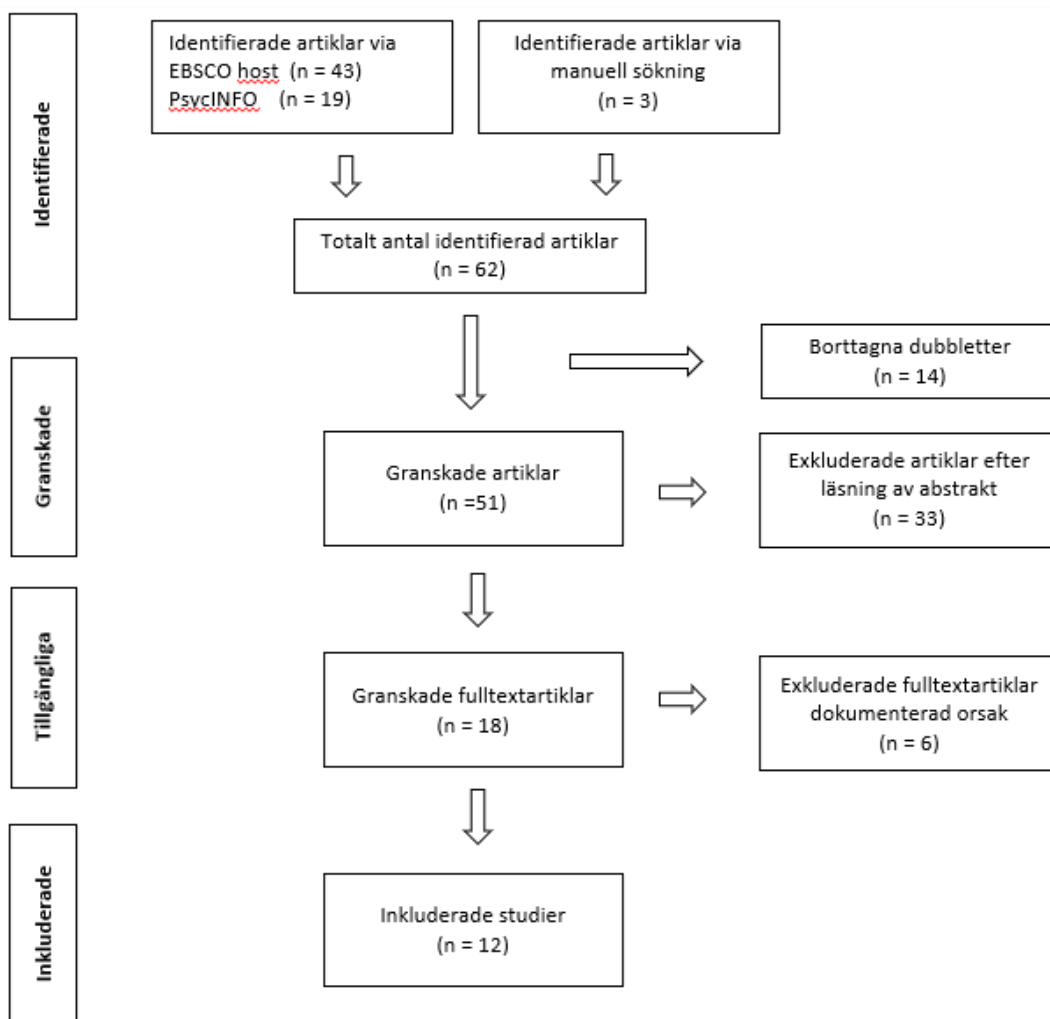 Identifierade
Identifierade artiklar via
EBSCO host (n = 43)
PsycINFO (n = 19)
Identifierade artiklar via
manuell sökning
(n = 3)
Totalt antal identifierad artiklar
(n = 62)
Borttagna dubbletter
(n = 14)
Granskade
Granskade artiklar
(n =51)
Exkluderade artiklar efter
läsning av abstrakt
(n = 33)
Tillgängliga
Granskade fulltextartiklar
(n = 18)
Exkluderade fulltextartiklar
dokumenterad orsak
(n = 6)
Inkluderade
Inkluderade studier
(n = 12)